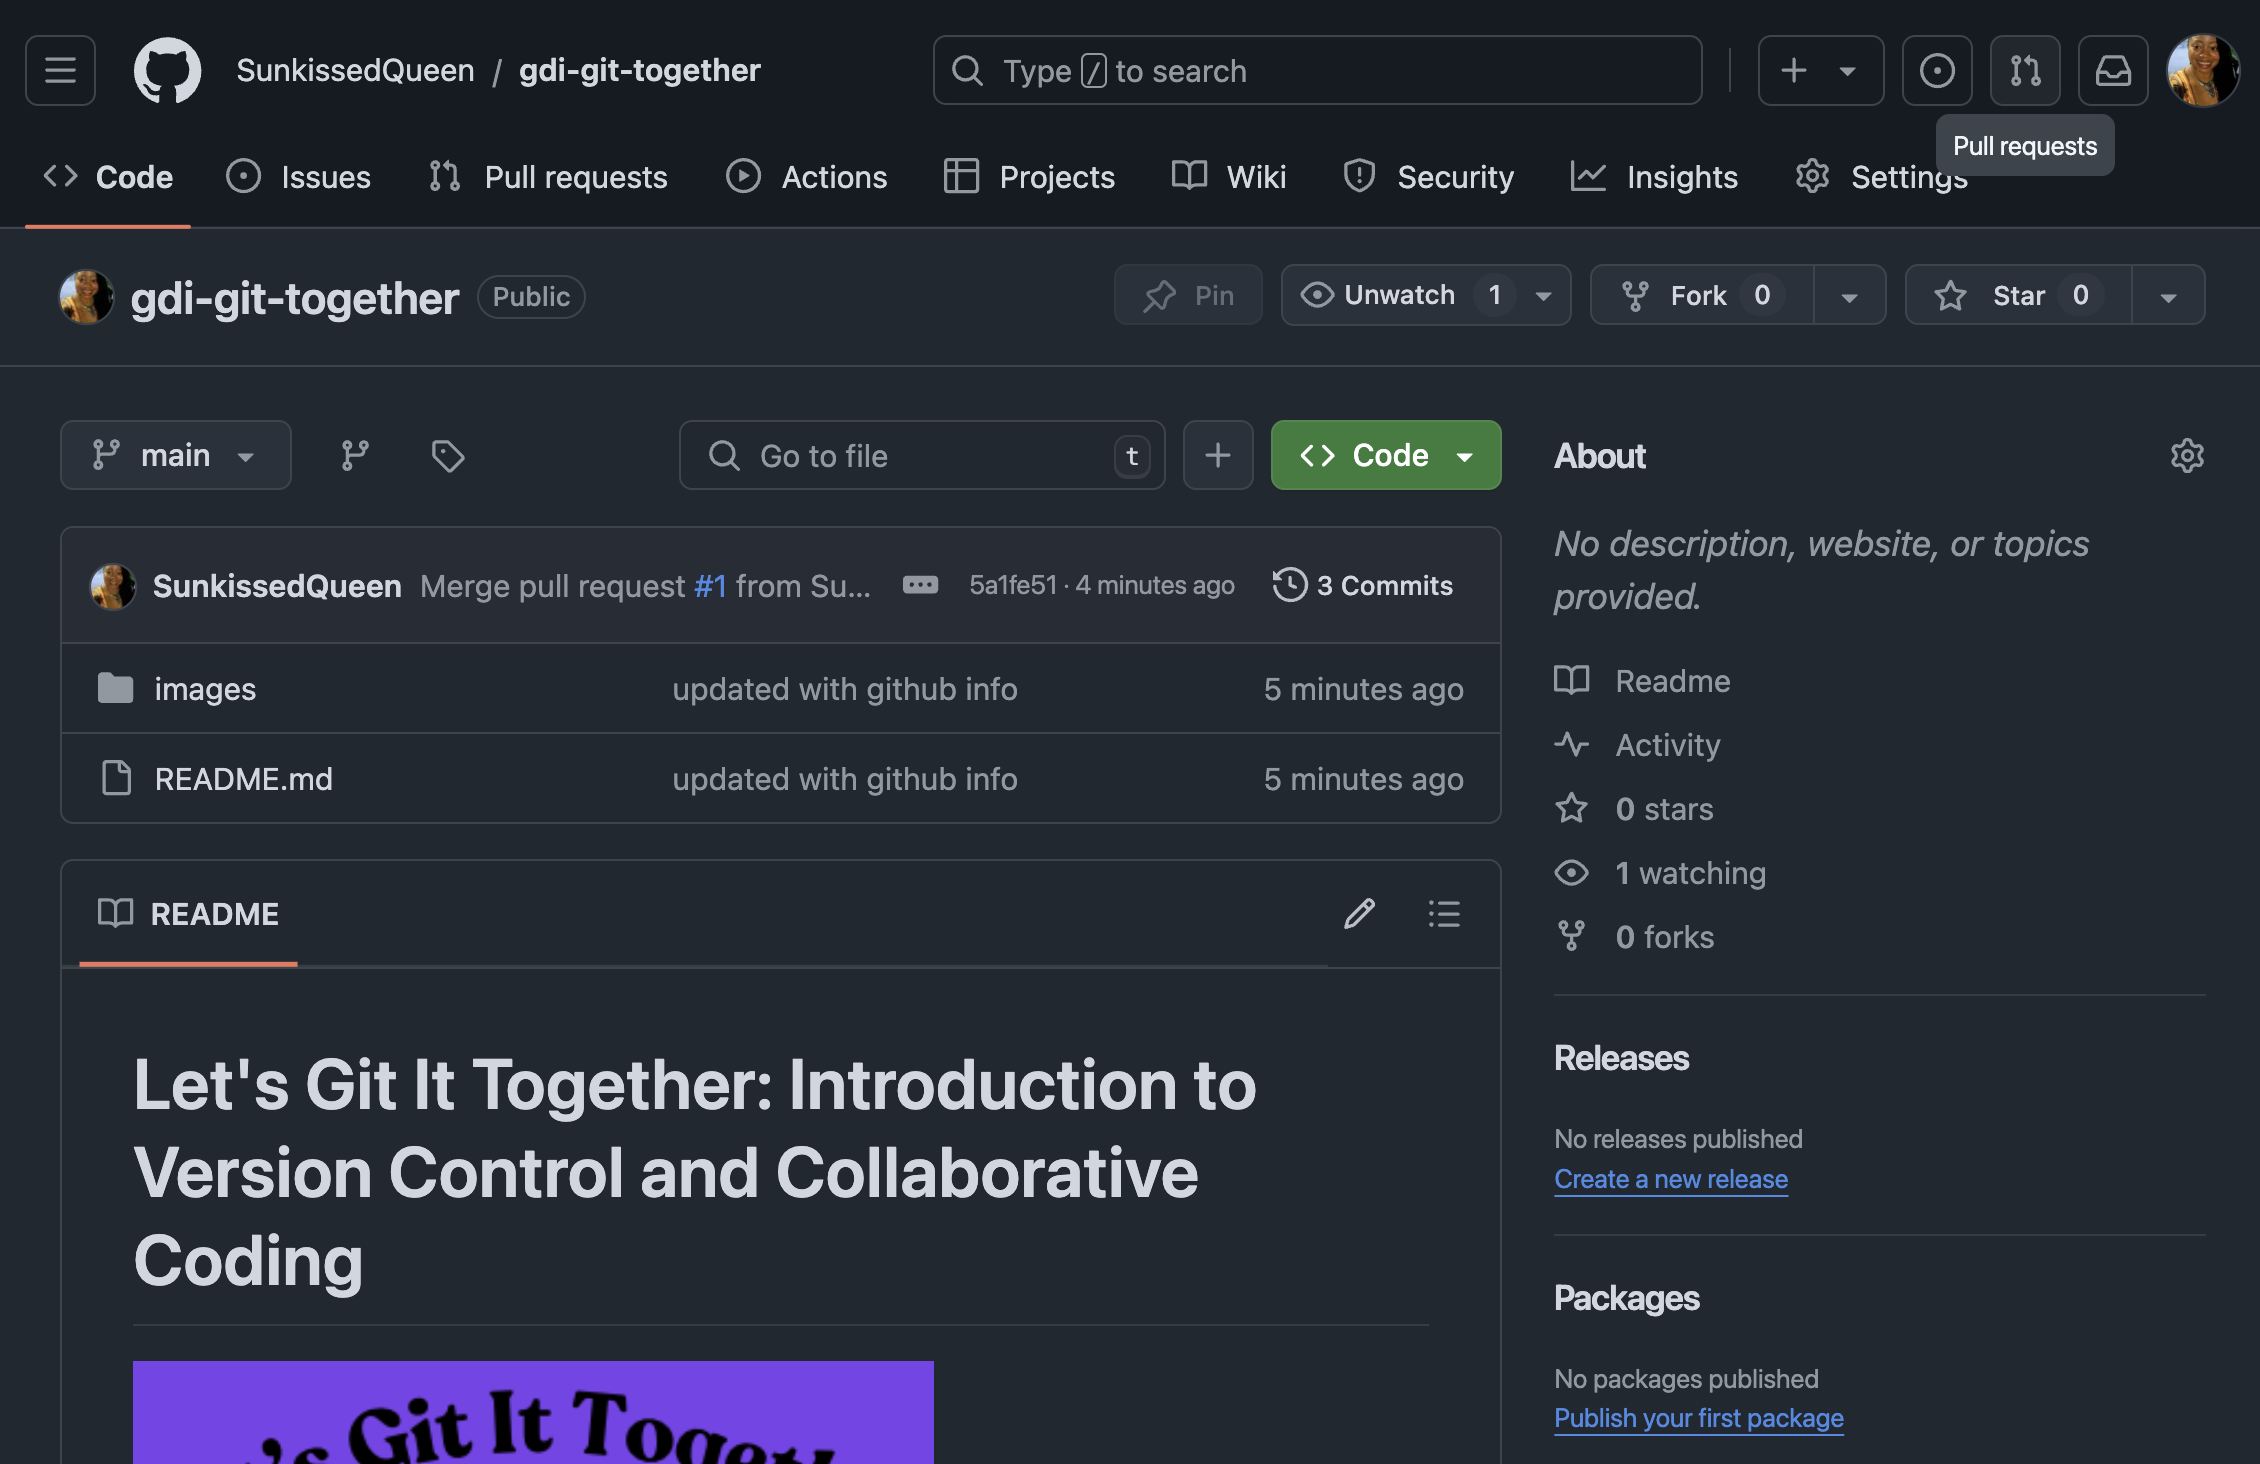 SunkissedQueen / gdi-git-together
Type / to search
Pull requests
Code
Issues
Pull requests
Actions
Projects
Wiki
Security
Insights
Settings
gdi-git-together
Public
Pin
Unwatch 1
Fork 0
Star 0
main
Go to file
t
Code
SunkissedQueen Merge pull request #1 from Su...
5a1fe51 · 4 minutes ago
3 Commits
images updated with github info 5 minutes ago
README.md updated with github info 5 minutes ago
README
Let's Git It Together: Introduction to
Version Control and Collaborative
Coding
's Git It Toget
About
No description, website, or topics
provided.
Readme
Activity
0 stars
1 watching
0 forks
Releases
No releases published
Create a new release
Packages
No packages published
Publish your first package